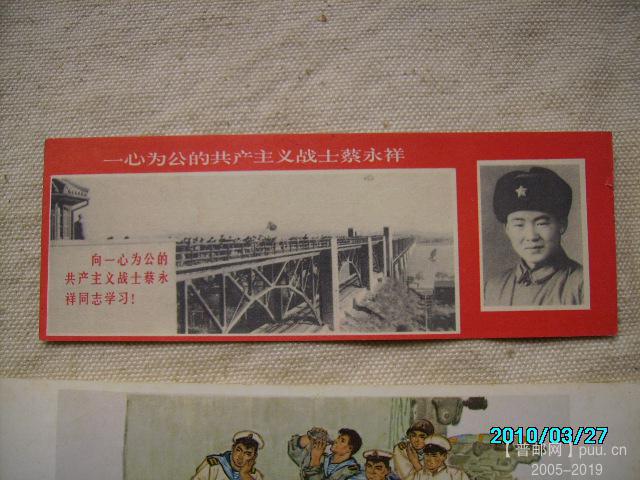 一心为公的共产主义战士蔡永祥
向一心为公的
共产主义战士蔡永
祥同志学习！
2010/03/27
【普邮网】puu.cn
2005-2019